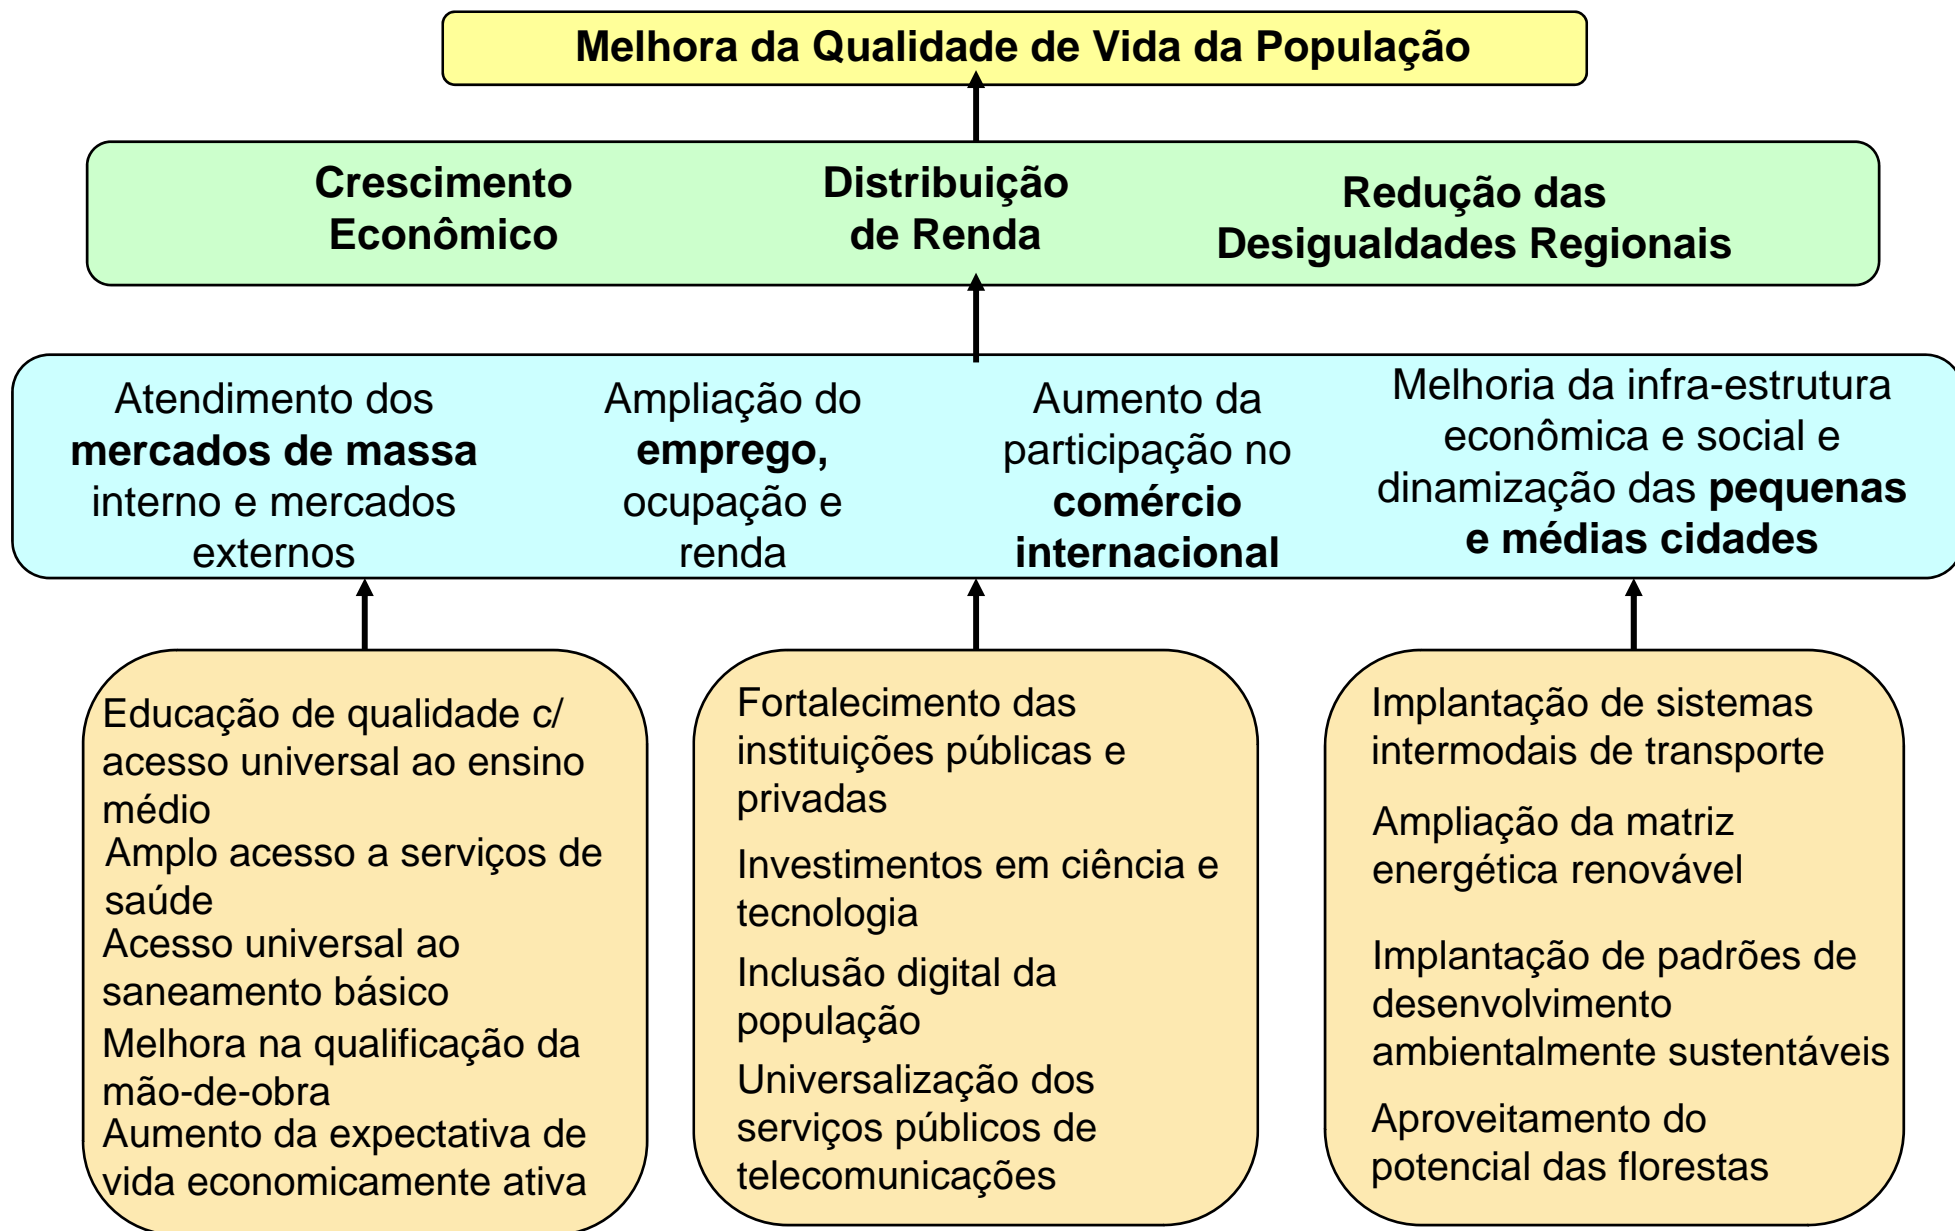 Melhora da Qualidade de Vida da População
Crescimento
Econômico
Distribuição
de Renda
Redução das
Desigualdades Regionais
Atendimento dos
mercados de massa
interno e mercados
externos
Ampliação do
emprego,
ocupação e
renda
Aumento da
participação no
comércio
internacional
Melhoria da infra-estrutura
econômica e social e
dinamização das pequenas
e médias cidades
Educação de qualidade c/
acesso universal ao ensino
médio
Amplo acesso a serviços de
saúde
Acesso universal ao
saneamento básico
Melhora na qualificação da
mão-de-obra
Aumento da expectativa de
vida economicamente ativa
Fortalecimento das
instituições públicas e
privadas
Investimentos em ciência e
tecnologia
Inclusão digital da
população
Universalização dos
serviços públicos de
telecomunicações
Implantação de sistemas
intermodais de transporte
Ampliação da matriz
energética renovável
Implantação de padrões de
desenvolvimento
ambientalmente sustentáveis
Aproveitamento do
potencial das florestas